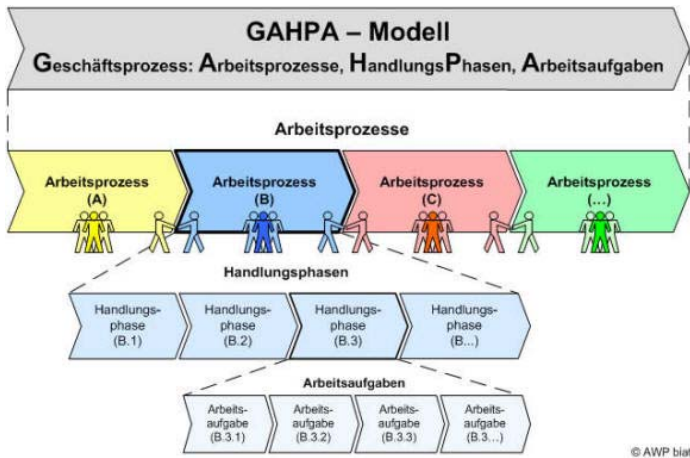 GAHPA – Modell
Geschäftsprozess: Arbeitsprozesse, HandlungsPhasen, Arbeitsaufgaben
Arbeitsprozesse
Arbeitsprozess
(A)
Arbeitsprozess
(B)
Arbeitsprozess
(C)
Arbeitsprozess
(...)
Handlungsphasen
Handlungs-
phase
(B.1)
Handlungs-
phase
(B.2)
Handlungs-
phase
(B.3)
Handlungs-
phase
(B...)
Arbeitsaufgaben
Arbeits-
aufgabe
(B.3.1)
Arbeits-
aufgabe
(B.3.2)
Arbeits-
aufgabe
(B.3.3)
Arbeits-
aufgabe
(B.3...)
© AWP biat